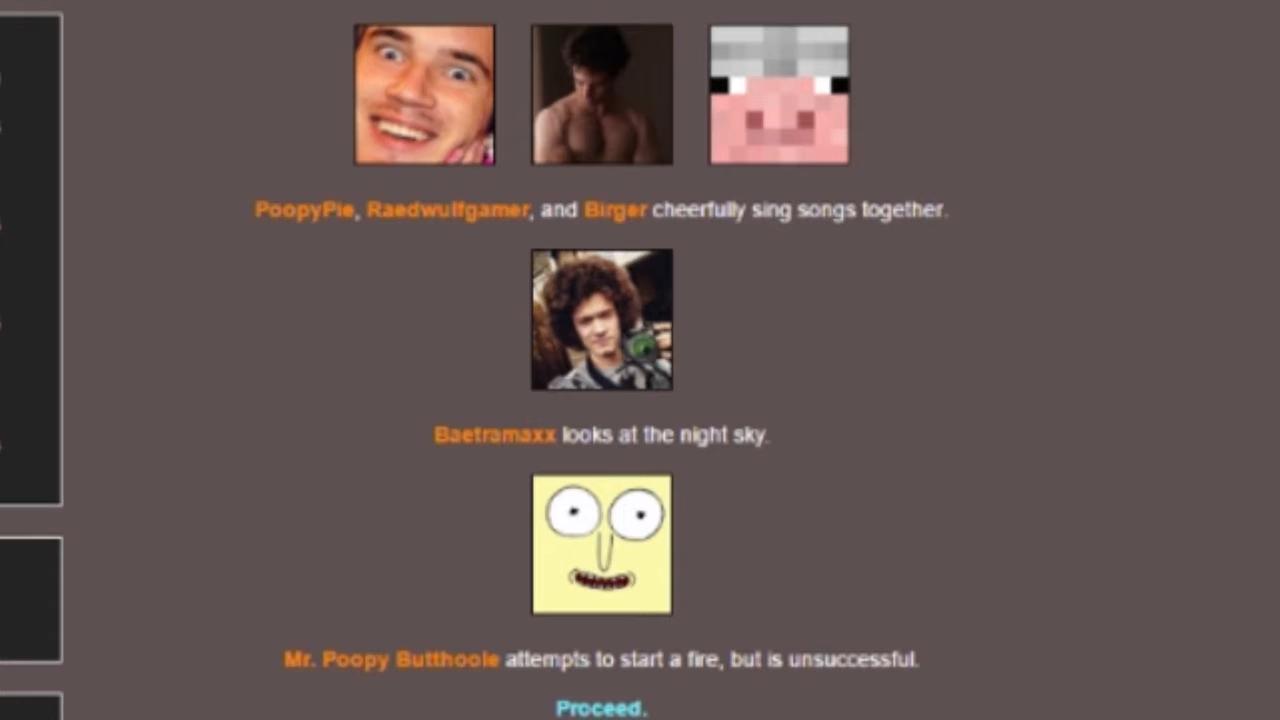 PoopyPie, Raedwulfgamer, and Birger cheerfully sing songs together.
Baetramaxx looks at the night sky.
Mr. Poopy Butthoole attempts to start a fire, but is unsuccessful.
Proceed.